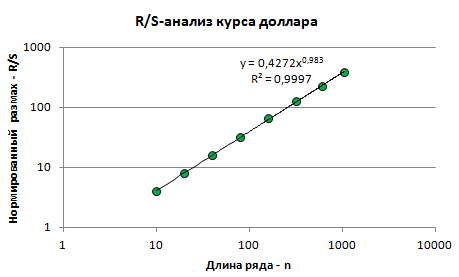 R/S-анализ курса доллара
Нормированный размах - R/S
1000
100
10
1
y = 0,4272x^0,983
R² = 0,9997
1
10
100
1000
10000
Длина ряда - n